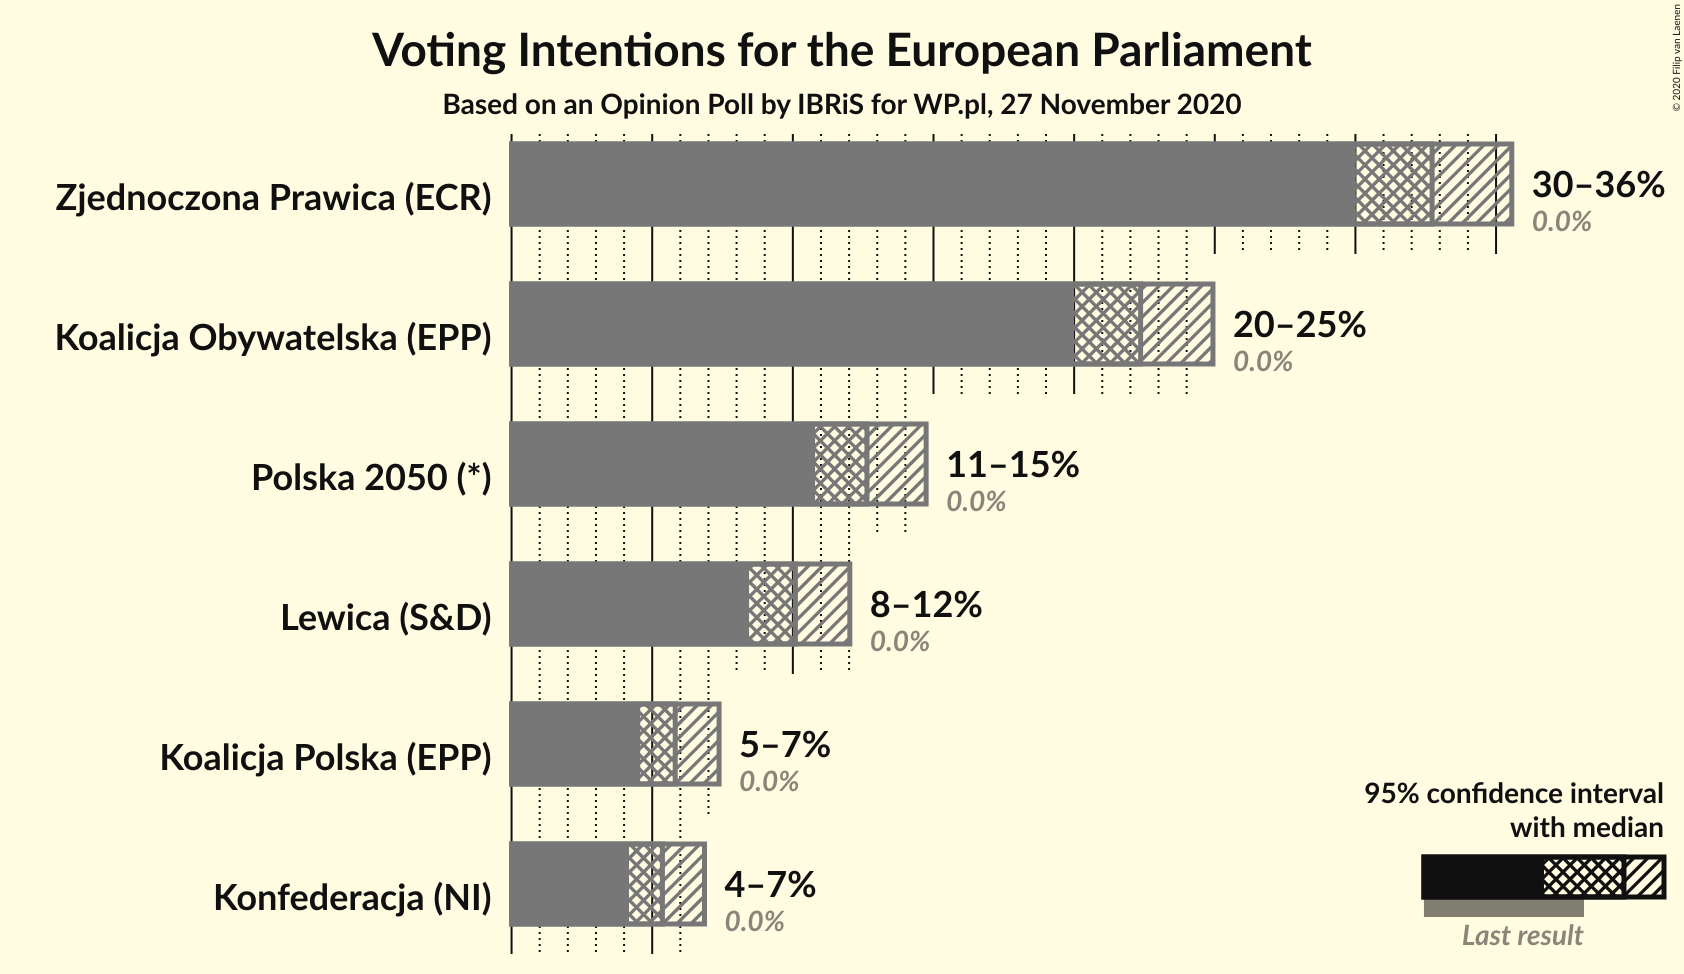 Voting Intentions for the European Parliament
Based on an Opinion Poll by IBRiS for WP.pl, 27 November 2020
© 2020 Filip van Laenen
Zjednoczona Prawica (ECR)
30–36%
0.0%
Koalicja Obywatelska (EPP)
20–25%
0.0%
Polska 2050 (*)
11–15%
0.0%
Lewica (S&D)
8–12%
0.0%
Koalicja Polska (EPP)
5–7%
0.0%
Konfederacja (NI)
4–7%
0.0%
95% confidence interval
with median
Last result